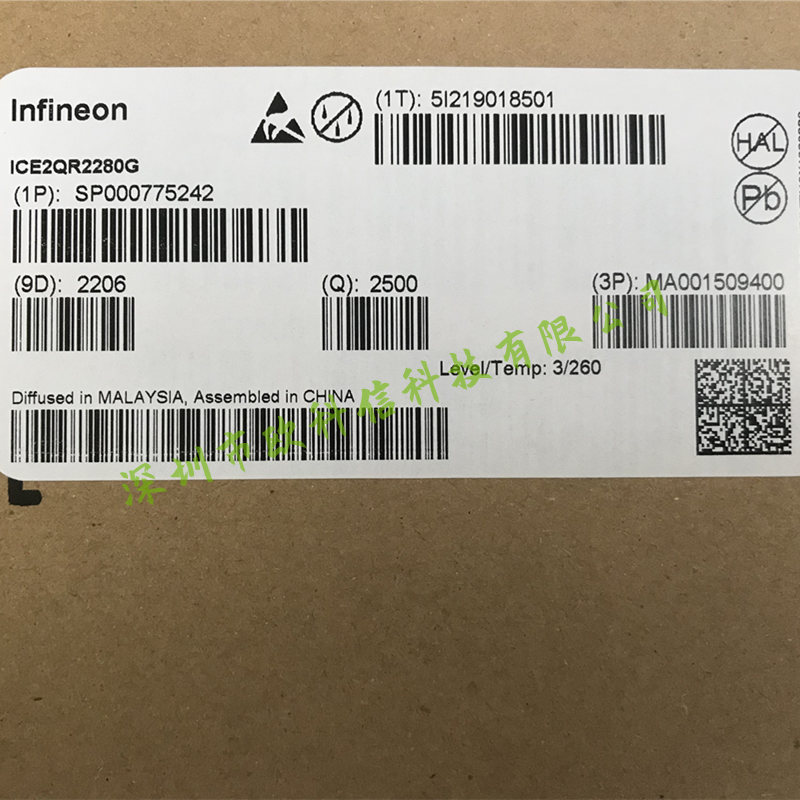 Infineon
(1T): 5I219018501
HAL
ICE2QR2280G
(1P): SP000775242
Pb
(9D): 2206
(Q): 2500
(3P): MA001509400
Level/Temp: 3/260
Diffused in MALAYSIA, Assembled in CHINA
深圳市欧科信科技有限公司